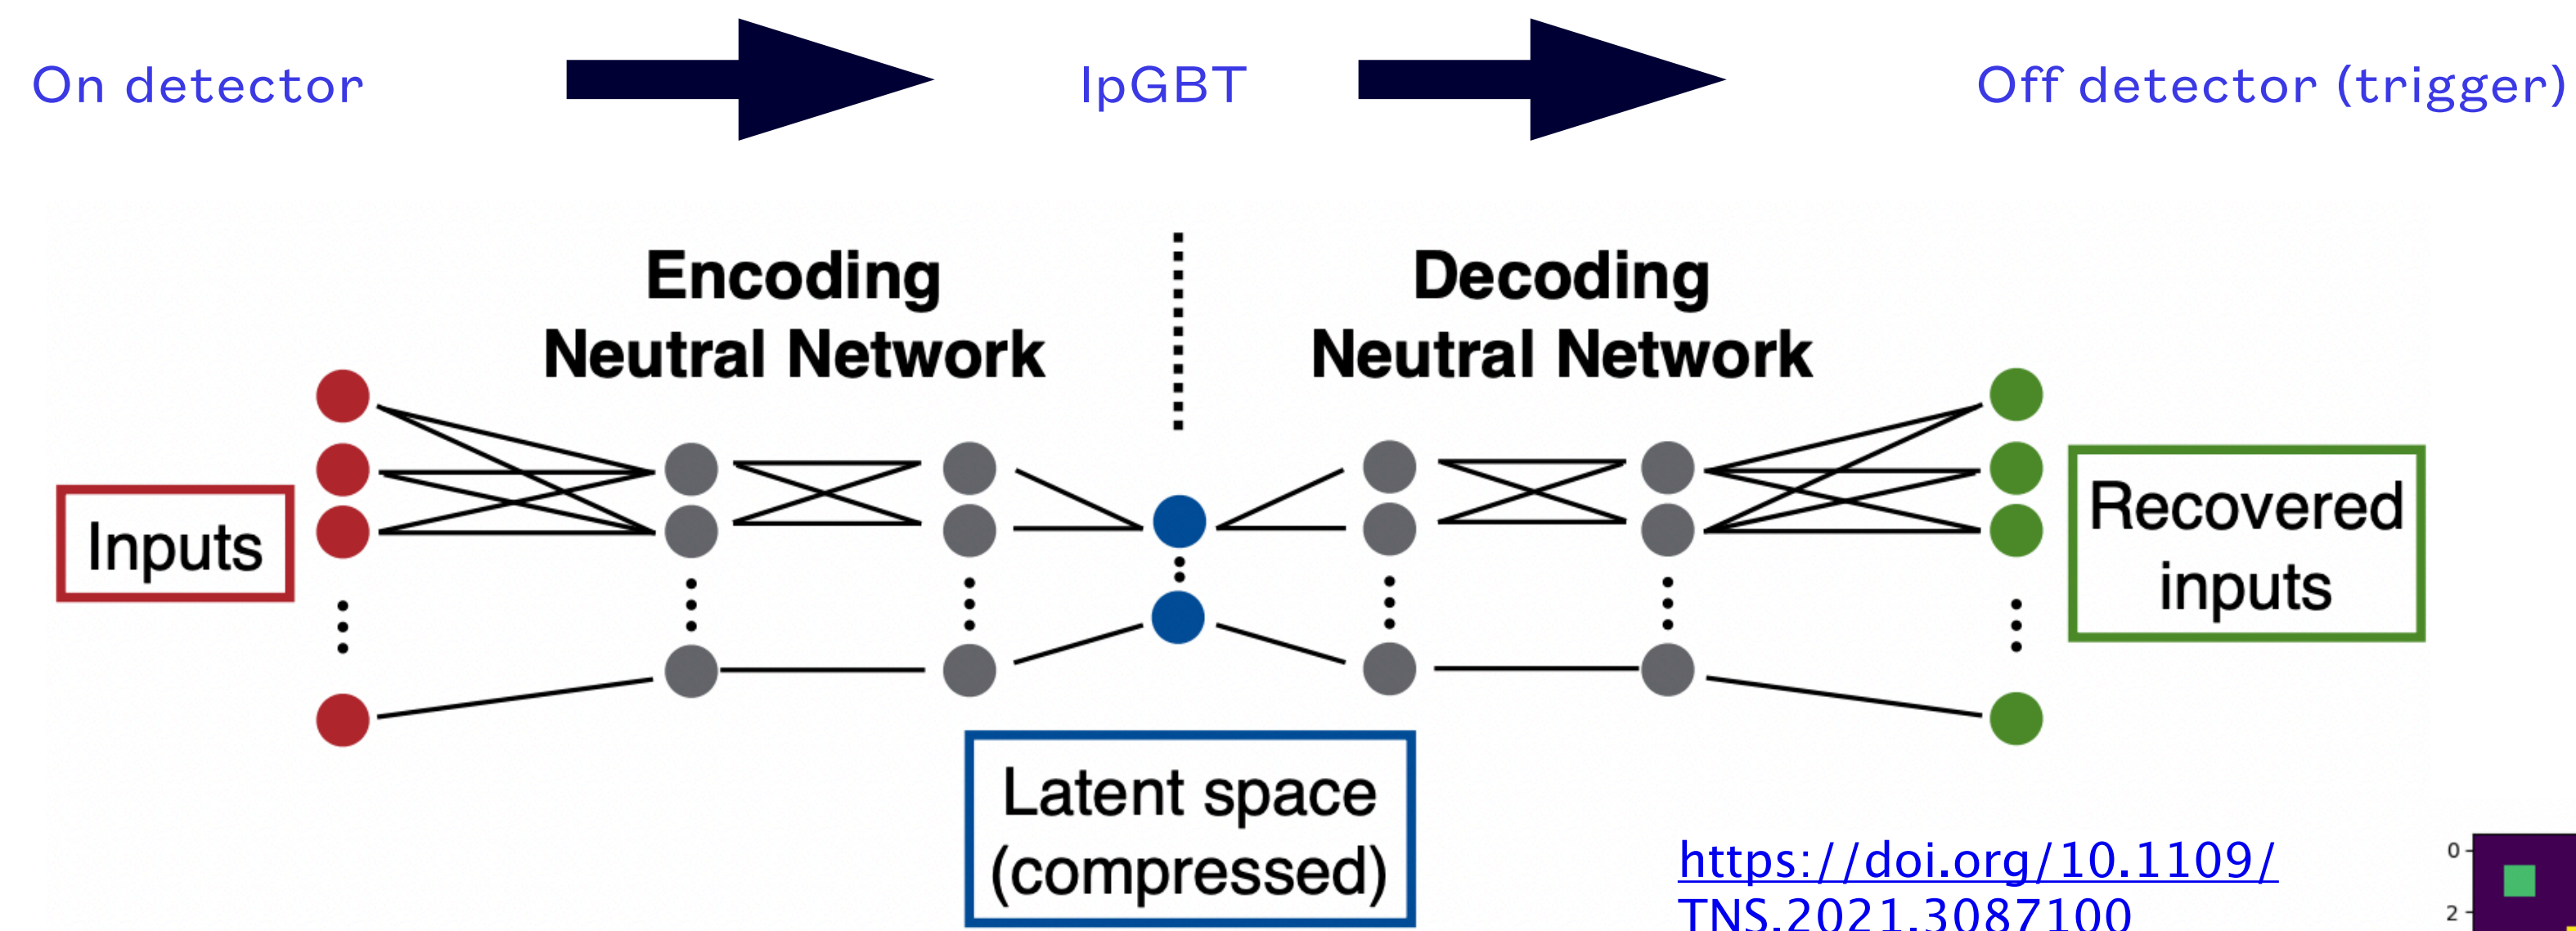 On detector
lpGBT
Off detector (trigger)
Encoding
Neutral Network
Decoding
Neutral Network
Inputs
Recovered
inputs
Latent space
(compressed)
https://doi.org/10.1109/
TNS.2021.3087100
0
2